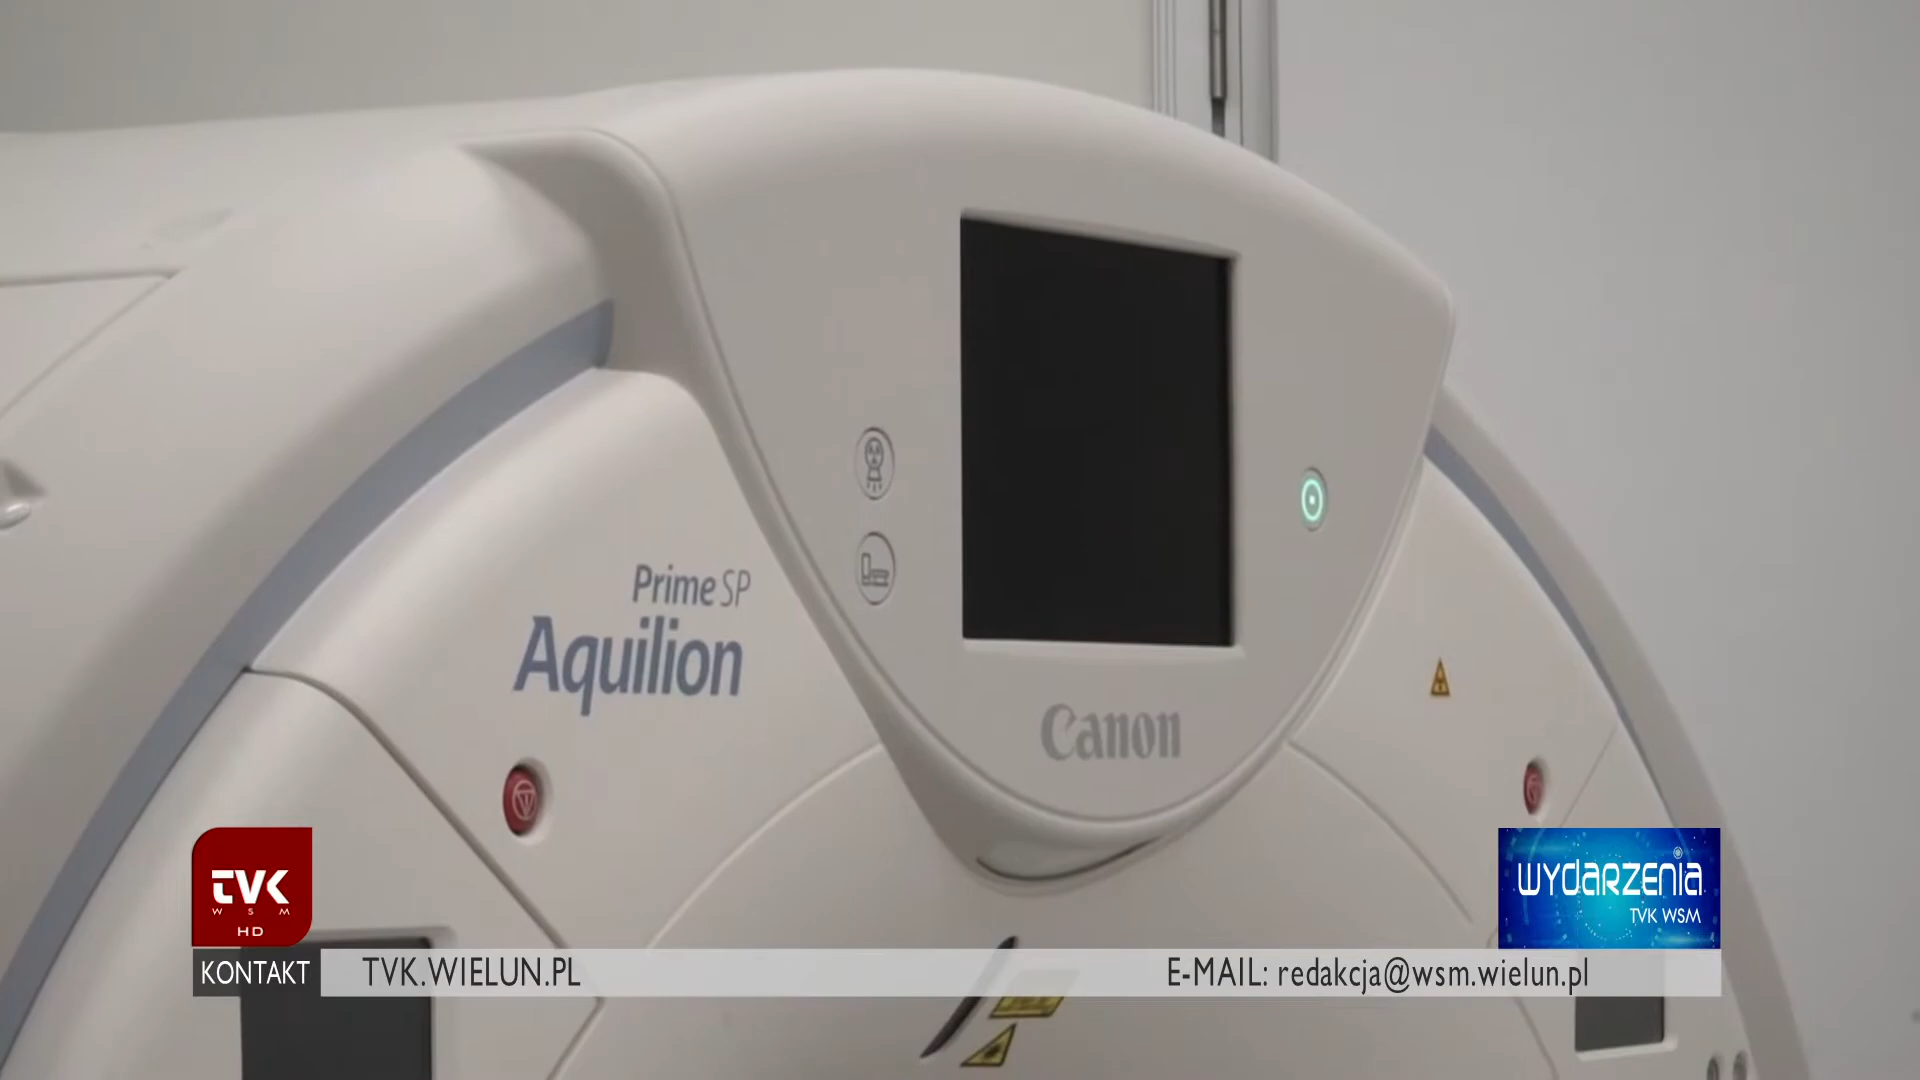 Prime SP
Aquilion
Canon
TVK
WSM
HD
WYDARZENIA
TVK WSM
KONTAKT
TVK.WIELUN.PL
E-MAIL: redakcja@wsm.wielun.pl